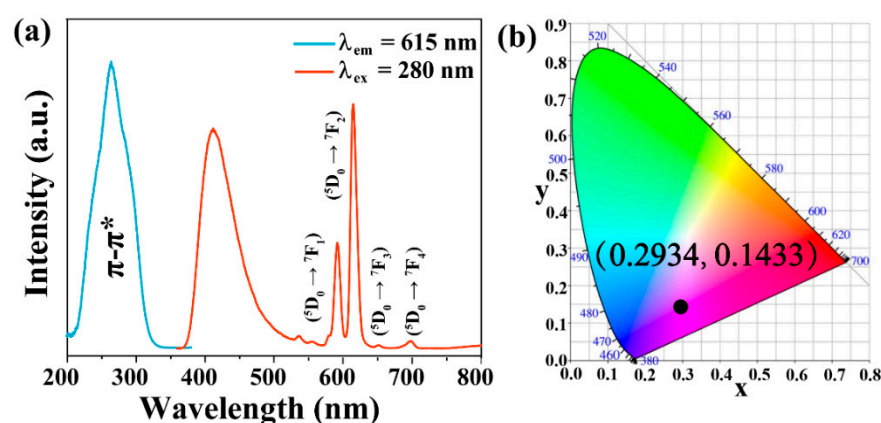 (a)
λem = 615 nm
λex = 280 nm
π-π*
(⁵D₀ → ⁷F₁)
(⁵D₀ → ⁷F₂)
(⁵D₀ → ⁷F₃)
(⁵D₀ → ⁷F₄)
Intensity (a.u.)
200 300 400 500 600 700 800
Wavelength (nm)
(b)
0.9
0.8
0.7
0.6
0.5
y
0.4
0.3
0.2
0.1
0.0
520
540
560
500
580
600
620
490
700
(0.2934, 0.1433)
480
470
460
380
0.0 0.1 0.2 0.3 0.4 0.5 0.6 0.7 0.8
x